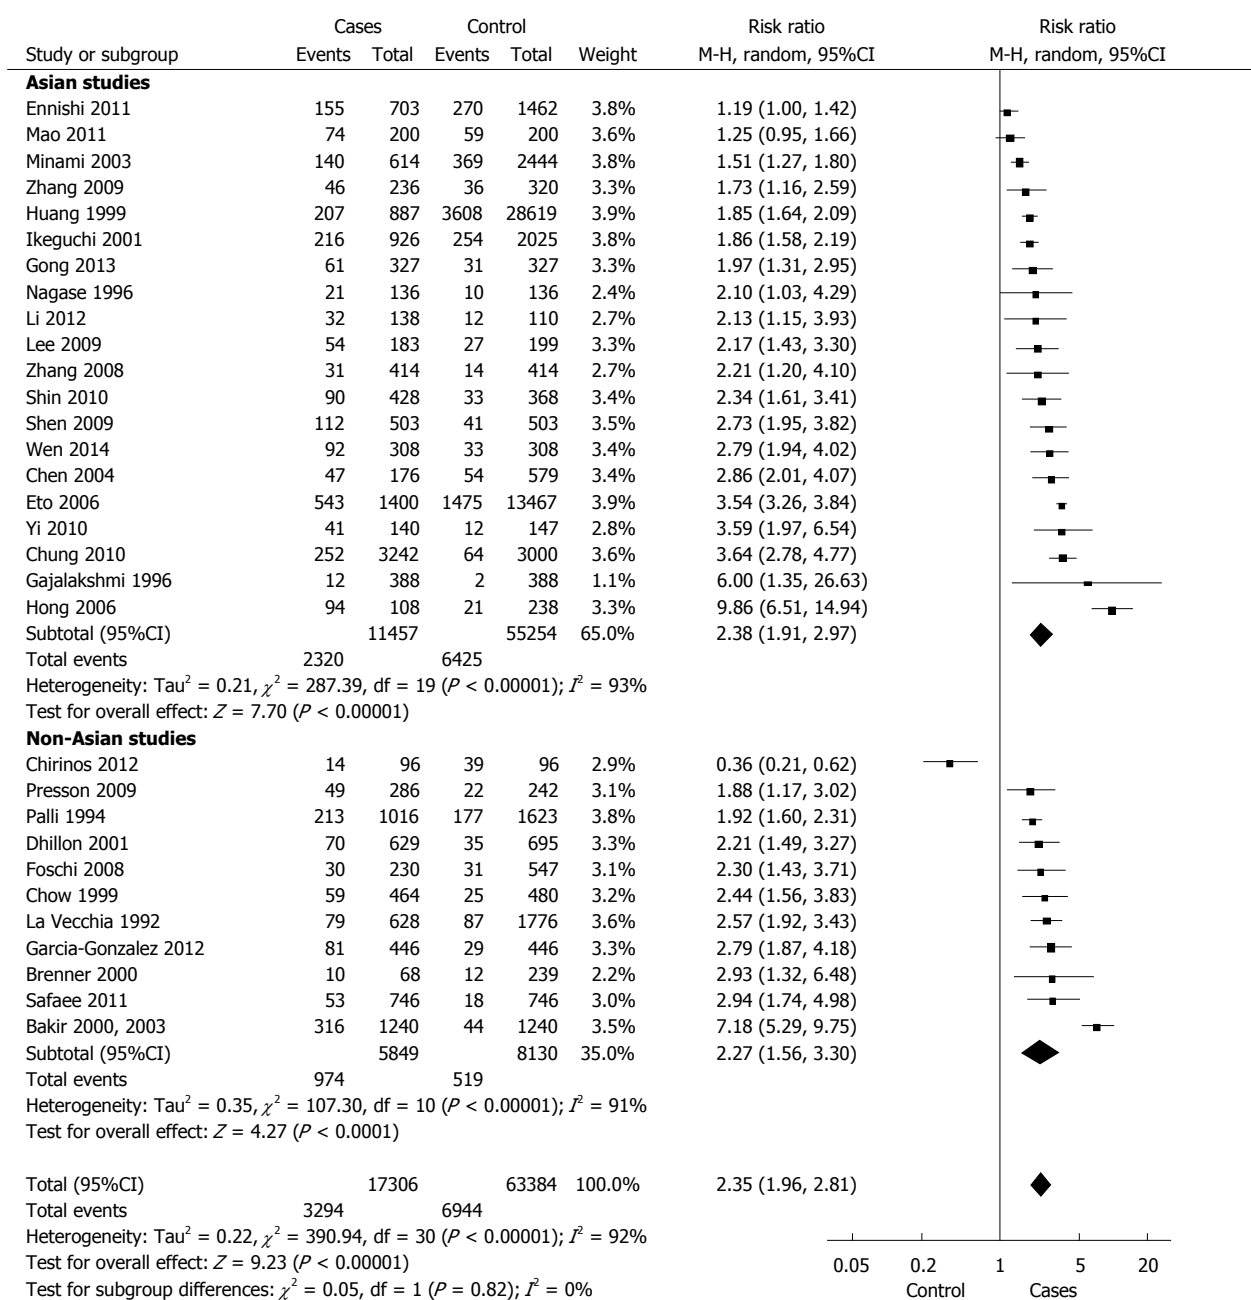 Cases Control Risk ratio Risk ratio
Study or subgroup Events Total Events Total Weight M-H, random, 95%CI M-H, random, 95%CI
Asian studies
Ennishi 2011 155 703 270 1462 3.8% 1.19 (1.00, 1.42)
Mao 2011 74 200 59 200 3.6% 1.25 (0.95, 1.66)
Minami 2003 140 614 369 2444 3.8% 1.51 (1.27, 1.80)
Zhang 2009 46 236 36 320 3.3% 1.73 (1.16, 2.59)
Huang 1999 207 887 3608 28619 3.9% 1.85 (1.64, 2.09)
Ikeguchi 2001 216 926 254 2025 3.8% 1.86 (1.58, 2.19)
Gong 2013 61 327 31 327 3.3% 1.97 (1.31, 2.95)
Nagase 1996 21 136 10 136 2.4% 2.10 (1.03, 4.29)
Li 2012 32 138 12 110 2.7% 2.13 (1.15, 3.93)
Lee 2009 54 183 27 199 3.3% 2.17 (1.43, 3.30)
Zhang 2008 31 414 14 414 2.7% 2.21 (1.20, 4.10)
Shin 2010 90 428 33 368 3.4% 2.34 (1.61, 3.41)
Shen 2009 112 503 41 503 3.5% 2.73 (1.95, 3.82)
Wen 2014 92 308 33 308 3.4% 2.79 (1.94, 4.02)
Chen 2004 47 176 54 579 3.4% 2.86 (2.01, 4.07)
Eto 2006 543 1400 1475 13467 3.9% 3.54 (3.26, 3.84)
Yi 2010 41 140 12 147 2.8% 3.59 (1.97, 6.54)
Chung 2010 252 3242 64 3000 3.6% 3.64 (2.78, 4.77)
Gajalakshmi 1996 12 388 2 388 1.1% 6.00 (1.35, 26.63)
Hong 2006 94 108 21 238 3.3% 9.86 (6.51, 14.94)
Subtotal (95%CI) 11457 55254 65.0% 2.38 (1.91, 2.97)
Total events 2320 6425
Heterogeneity: Tau² = 0.21, χ² = 287.39, df = 19 (P < 0.00001); I² = 93%
Test for overall effect: Z = 7.70 (P < 0.00001)
Non-Asian studies
Chirinos 2012 14 96 39 96 2.9% 0.36 (0.21, 0.62)
Presson 2009 49 286 22 242 3.1% 1.88 (1.17, 3.02)
Palli 1994 213 1016 177 1623 3.8% 1.92 (1.60, 2.31)
Dhillon 2001 70 629 35 695 3.3% 2.21 (1.49, 3.27)
Foschi 2008 30 230 31 547 3.1% 2.30 (1.43, 3.71)
Chow 1999 59 464 25 480 3.2% 2.44 (1.56, 3.83)
La Vecchia 1992 79 628 87 1776 3.6% 2.57 (1.92, 3.43)
Garcia-Gonzalez 2012 81 446 29 446 3.3% 2.79 (1.87, 4.18)
Brenner 2000 10 68 12 239 2.2% 2.93 (1.32, 6.48)
Safaee 2011 53 746 18 746 3.0% 2.94 (1.74, 4.98)
Bakir 2000, 2003 316 1240 44 1240 3.5% 7.18 (5.29, 9.75)
Subtotal (95%CI) 5849 8130 35.0% 2.27 (1.56, 3.30)
Total events 974 519
Heterogeneity: Tau² = 0.35, χ² = 107.30, df = 10 (P < 0.00001); I² = 91%
Test for overall effect: Z = 4.27 (P < 0.0001)
Total (95%CI) 17306 63384 100.0% 2.35 (1.96, 2.81)
Total events 3294 6944
Heterogeneity: Tau² = 0.22, χ² = 390.94, df = 30 (P < 0.00001); I² = 92%
Test for overall effect: Z = 9.23 (P < 0.00001)
Test for subgroup differences: χ² = 0.05, df = 1 (P = 0.82); I² = 0%
0.05 0.2 1 5 20
Control Cases